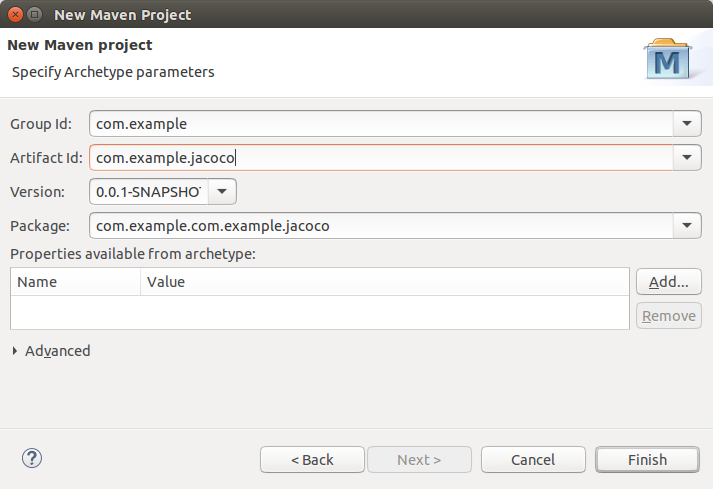 New Maven Project
New Maven project
Specify Archetype parameters
M
Group Id: com.example
Artifact Id: com.example.jacoco
Version: 0.0.1-SNAPSHOT
Package: com.example.com.example.jacoco
Properties available from archetype:
Name Value Add...
Remove
Advanced
? < Back Next > Cancel Finish